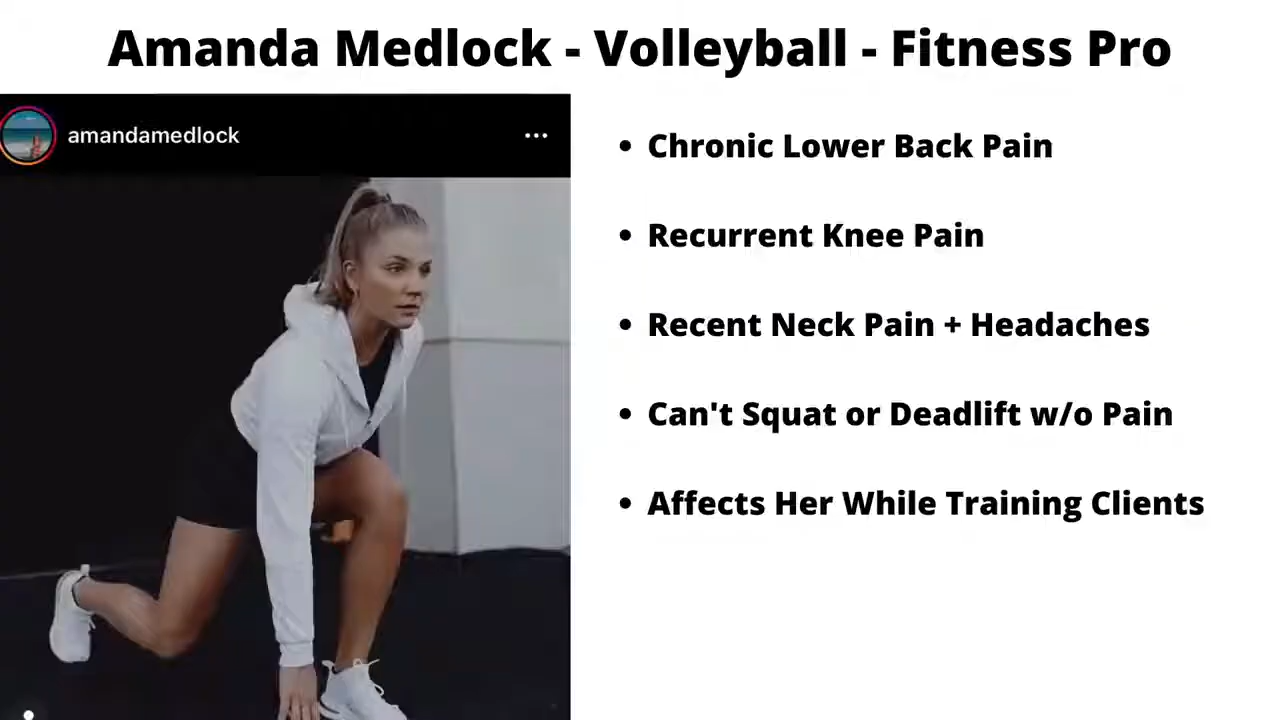 Amanda Medlock - Volleyball - Fitness Pro
amandamedlock
• Chronic Lower Back Pain
• Recurrent Knee Pain
• Recent Neck Pain + Headaches
• Can't Squat or Deadlift w/o Pain
• Affects Her While Training Clients